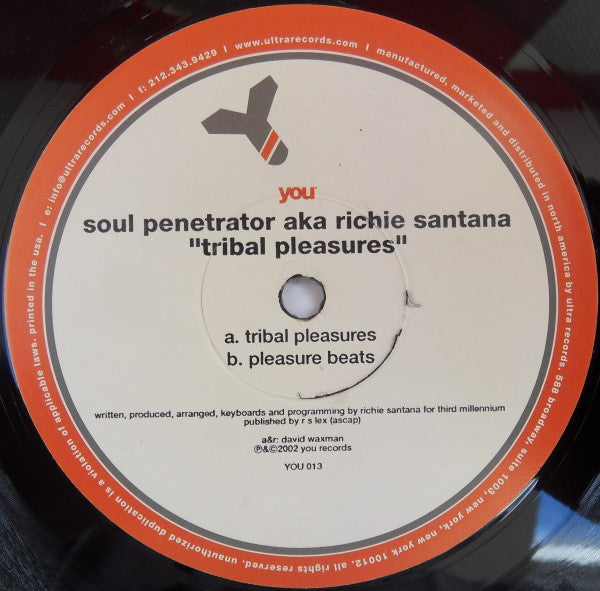 you
soul penetrator aka richie santana
"tribal pleasures"
a. tribal pleasures
b. pleasure beats
written, produced, arranged, keyboards and programming by richie santana for third millennium
published by r s lex (ascap)
a&r: david waxman
℗&©2002 you records
YOU 013
manufactured, marketed and distributed in north america by ultra records. 588 broadway, suite 1003, new york, new york 10012. all rights reserved. unauthorized duplication is a violation of applicable laws. printed in the usa. I e: info@ultrarecords.com I f: 212.343.9429 I www.ultrarecords.com I